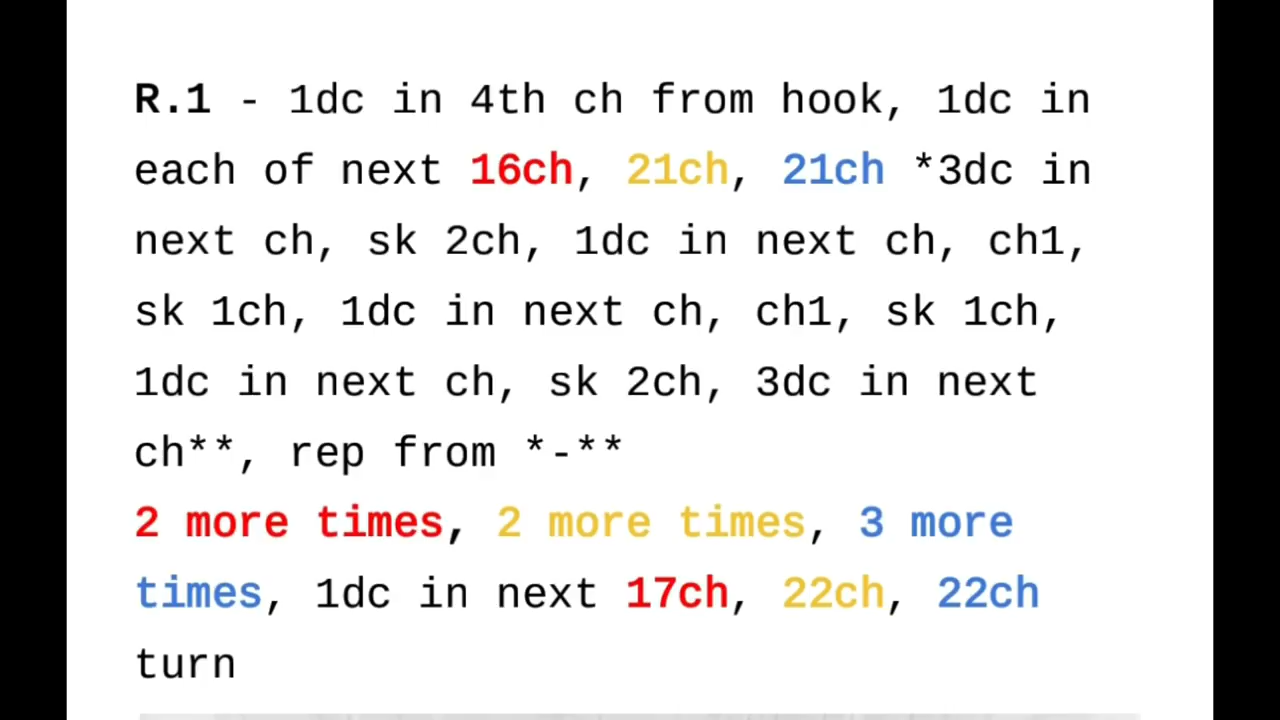 R.1 - 1dc in 4th ch from hook, 1dc in
each of next 16ch, 21ch, 21ch *3dc in
next ch, sk 2ch, 1dc in next ch, ch1,
sk 1ch, 1dc in next ch, ch1, sk 1ch,
1dc in next ch, sk 2ch, 3dc in next
ch**, rep from *-**
2 more times, 2 more times, 3 more
times, 1dc in next 17ch, 22ch, 22ch
turn